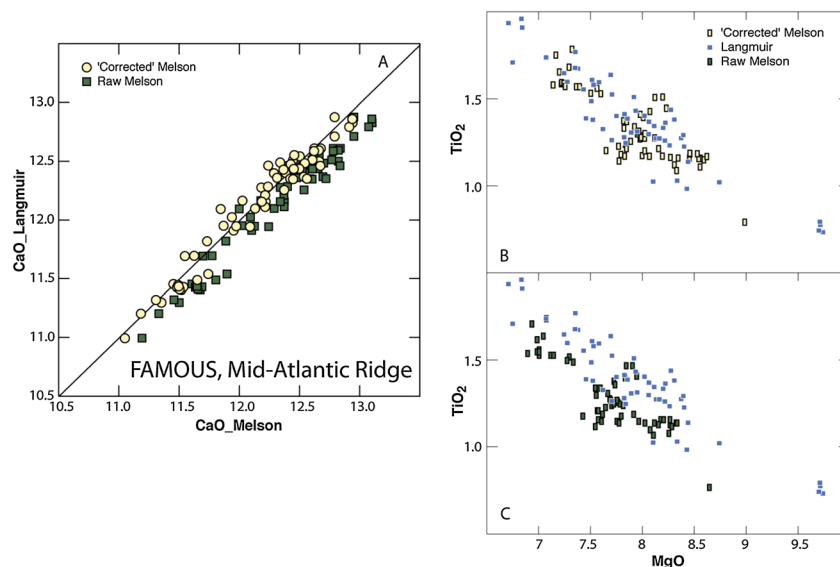 A
'Corrected' Melson
Raw Melson
13.0
12.5
12.0
11.5
11.0
10.5
CaO_Langmuir
FAMOUS, Mid-Atlantic Ridge
10.5 11.0 11.5 12.0 12.5 13.0
CaO_Melson
'Corrected' Melson
Langmuir
Raw Melson
1.5
1.0
TiO2
B
1.5
1.0
TiO2
C
7 7.5 8 8.5 9 9.5
MgO